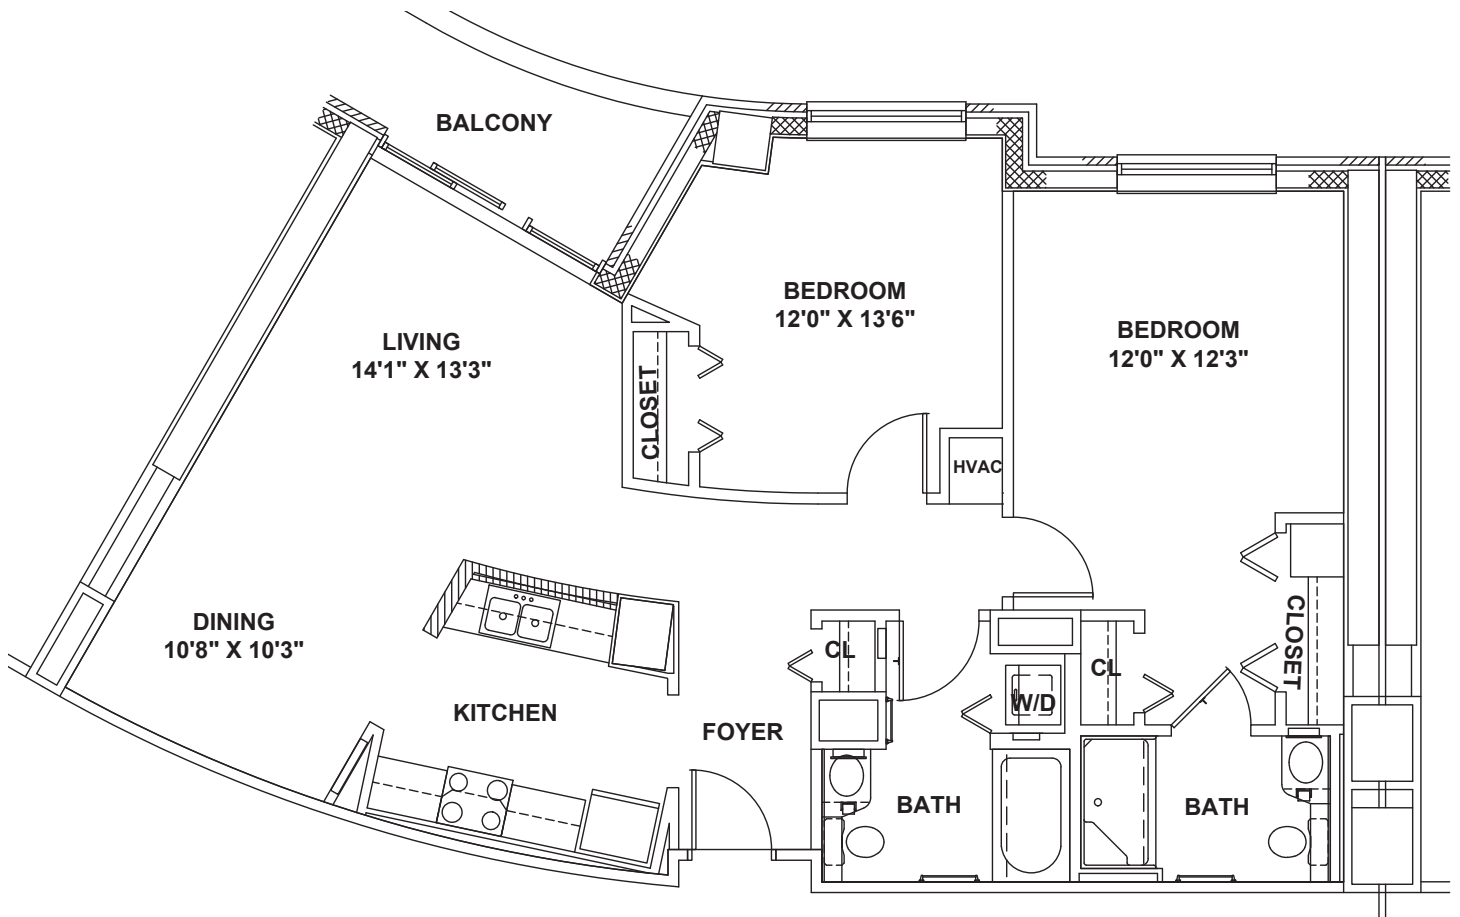 BALCONY
BEDROOM
12'0" X 13'6"
BEDROOM
12'0" X 12'3"
LIVING
14'1" X 13'3"
CLOSET
HVAC
DINING
10'8" X 10'3"
CL
CL
CLOSET
W/D
KITCHEN
FOYER
BATH
BATH